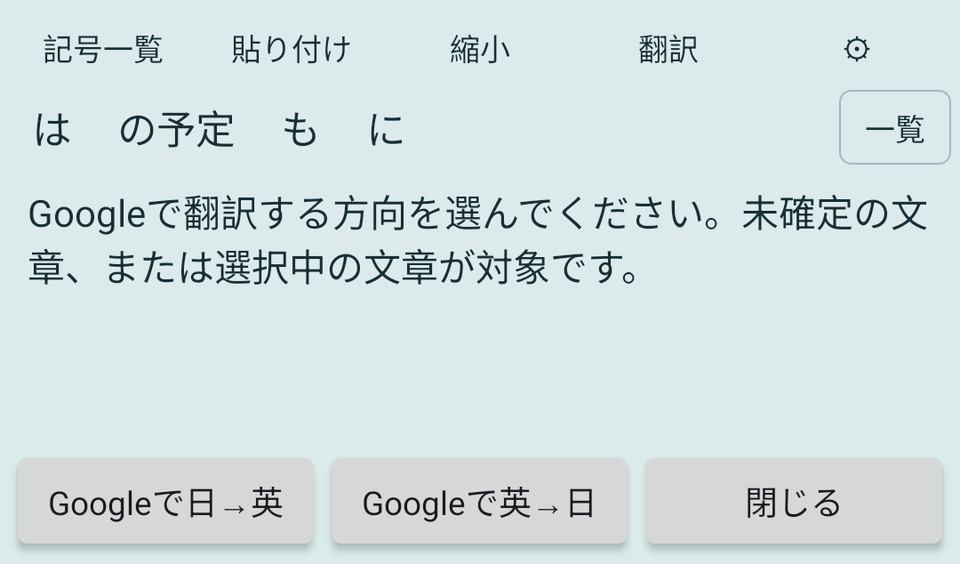 記号一覧 貼り付け 縮小 翻訳
は の予定 も に 一覧
Googleで翻訳する方向を選んでください。未確定の文
章、または選択中の文章が対象です。
Googleで日→英 Googleで英→日 閉じる